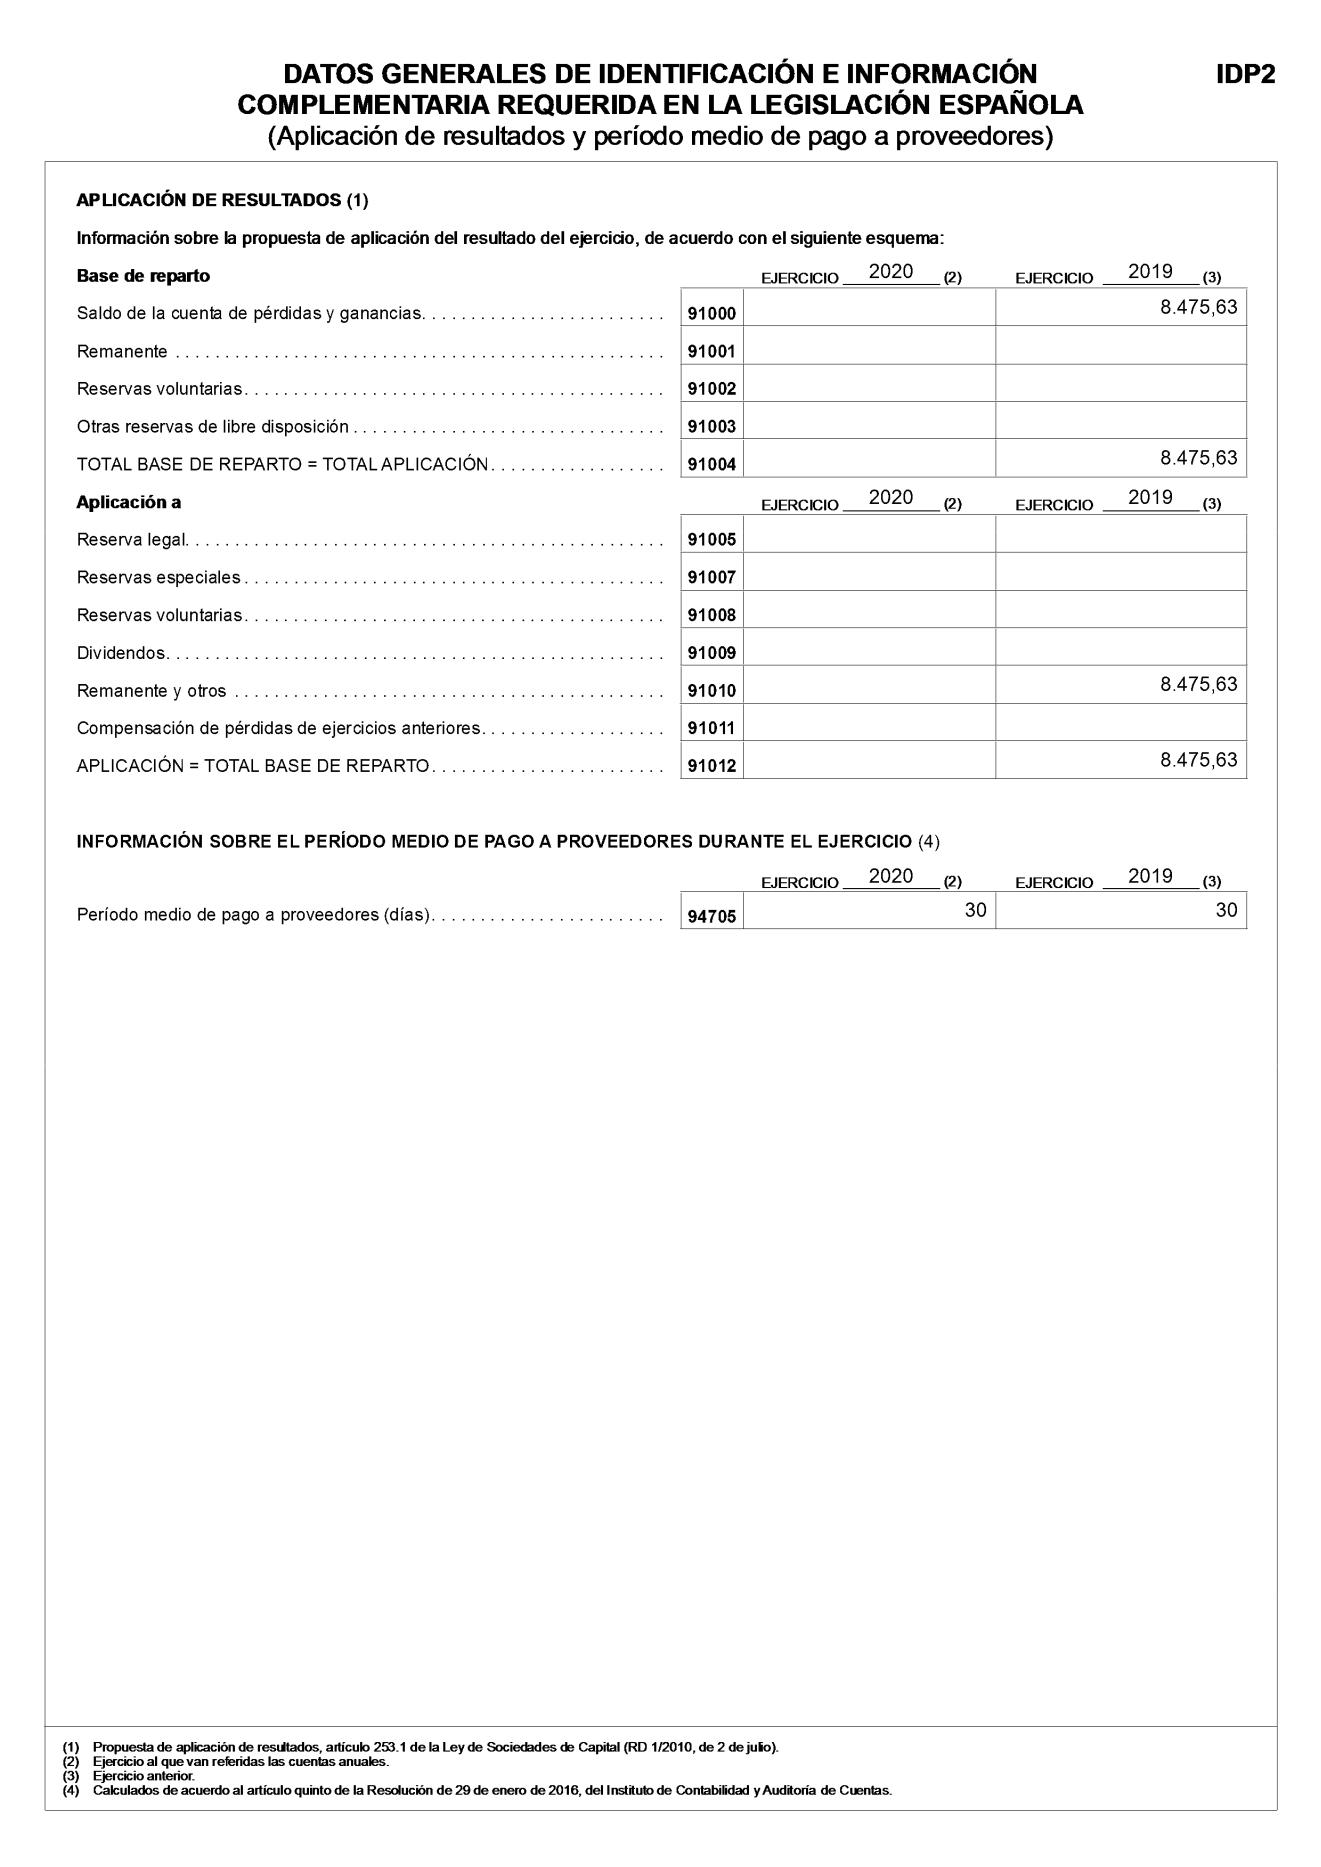 DATOS GENERALES DE IDENTIFICACIÓN E INFORMACIÓN IDP2
COMPLEMENTARIA REQUERIDA EN LA LEGISLACIÓN ESPAÑOLA
(Aplicación de resultados y período medio de pago a proveedores)
APLICACIÓN DE RESULTADOS (1)
Información sobre la propuesta de aplicación del resultado del ejercicio, de acuerdo con el siguiente esquema:
Base de reparto EJERCICIO 2020 (2) EJERCICIO 2019 (3)
Saldo de la cuenta de pérdidas y ganancias. . . . . . . . . . . . . . . . . . . . . . . . . 91000 8.475,63
Remanente . . . . . . . . . . . . . . . . . . . . . . . . . . . . . . . . . . . . . . . . . . . . . . . . . . 91001
Reservas voluntarias. . . . . . . . . . . . . . . . . . . . . . . . . . . . . . . . . . . . . . . . . . . 91002
Otras reservas de libre disposición . . . . . . . . . . . . . . . . . . . . . . . . . . . . . . . . 91003
TOTAL BASE DE REPARTO = TOTAL APLICACIÓN. . . . . . . . . . . . . . . . . . 91004 8.475,63
Aplicación a EJERCICIO 2020 (2) EJERCICIO 2019 (3)
Reserva legal. . . . . . . . . . . . . . . . . . . . . . . . . . . . . . . . . . . . . . . . . . . . . . . . . 91005
Reservas especiales . . . . . . . . . . . . . . . . . . . . . . . . . . . . . . . . . . . . . . . . . . . 91007
Reservas voluntarias. . . . . . . . . . . . . . . . . . . . . . . . . . . . . . . . . . . . . . . . . . . 91008
Dividendos. . . . . . . . . . . . . . . . . . . . . . . . . . . . . . . . . . . . . . . . . . . . . . . . . . . 91009
Remanente y otros . . . . . . . . . . . . . . . . . . . . . . . . . . . . . . . . . . . . . . . . . . . . 91010 8.475,63
Compensación de pérdidas de ejercicios anteriores. . . . . . . . . . . . . . . . . . . 91011
APLICACIÓN = TOTAL BASE DE REPARTO. . . . . . . . . . . . . . . . . . . . . . . . 91012 8.475,63
INFORMACIÓN SOBRE EL PERÍODO MEDIO DE PAGO A PROVEEDORES DURANTE EL EJERCICIO (4)
EJERCICIO 2020 (2) EJERCICIO 2019 (3)
Período medio de pago a proveedores (días). . . . . . . . . . . . . . . . . . . . . . . . 94705 30 30
(1) Propuesta de aplicación de resultados, artículo 253.1 de la Ley de Sociedades de Capital (RD 1/2010, de 2 de julio).
(2) Ejercicio al que van referidas las cuentas anuales.
(3) Ejercicio anterior.
(4) Calculados de acuerdo al artículo quinto de la Resolución de 29 de enero de 2016, del Instituto de Contabilidad y Auditoría de Cuentas.